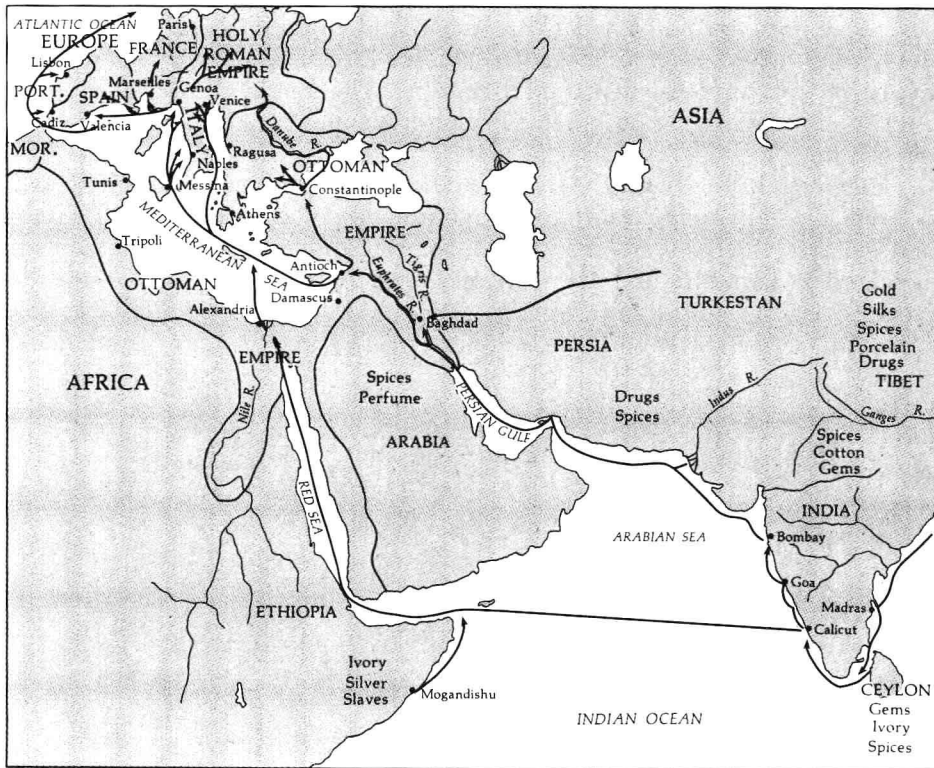 ATLANTIC OCEAN
Paris
EUROPE
FRANCE
HOLY
ROMAN
EMPIRE
Lisbon
Marseilles
Genoa
PORT.
SPAIN
Venice
Cadiz
Valencia
ITALY
Danube R.
MOR.
Ragusa
Naples
OTTOMAN
Tunis
Messina
Constantinople
ASIA
Athens
MEDITERRANEAN
SEA
EMPIRE
Tripoli
Tigris R.
Euphrates R.
Antioch
OTTOMAN
Damascus
Alexandria
Baghdad
TURKESTAN
Gold
Silks
Spices
Porcelain
Drugs
TIBET
EMPIRE
PERSIA
AFRICA
Nile R.
Spices
Perfume
PERSIAN GULF
Drugs
Spices
Indus R.
Ganges R.
ARABIA
Spices
Cotton
Gems
RED SEA
INDIA
ARABIAN SEA
Bombay
Goa
ETHIOPIA
Madras
Calicut
Ivory
Silver
Slaves
Mogandishu
INDIAN OCEAN
CEYLON
Gems
Ivory
Spices